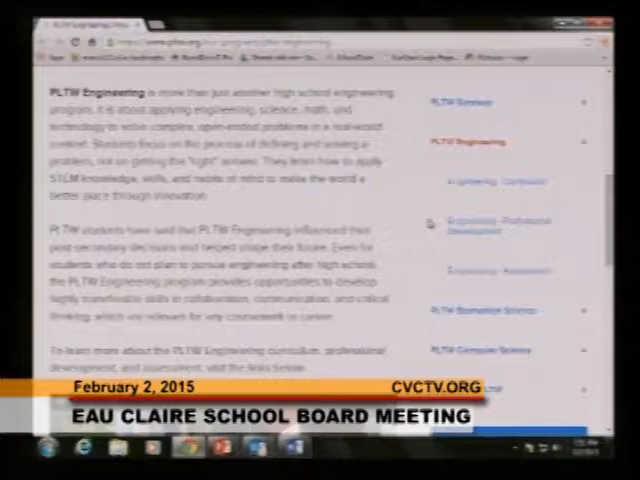 PLTW Engineering is more than just another high school engineering
program. It is about applying engineering, science, math, and
technology to solve complex, open-ended problems in a real-world
context. Students focus on the process of defining and solving a
problem, not on getting the "right" answer. They learn how to apply
STEM knowledge, skills, and habits of mind to make the world a
better place through innovation.
PLTW students have said that PLTW Engineering influenced their
post secondary decisions and helped shape their future. Even for
students who do not plan to pursue engineering after high school,
the PLTW Engineering program provides opportunities to develop
highly transferable skills in collaboration, communication, and critical
thinking, which are relevant for any coursework or career.
To learn more about the PLTW Engineering curriculum, professional
development, and assessment, visit the links below.
PLTW Gateway
PLTW Engineering
Engineering - Curriculum
Engineering - Professional
Development
Engineering - Assessment
PLTW Biomedical Science
PLTW Computer Science
February 2, 2015
CVCTV.ORG
EAU CLAIRE SCHOOL BOARD MEETING